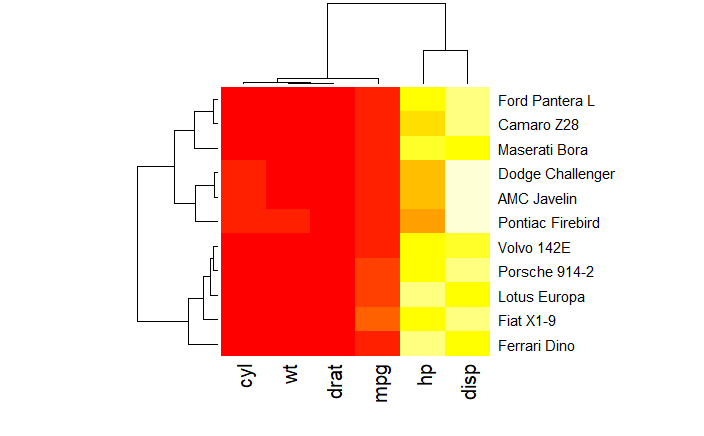 Ford Pantera L
Camaro Z28
Maserati Bora
Dodge Challenger
AMC Javelin
Pontiac Firebird
Volvo 142E
Porsche 914-2
Lotus Europa
Fiat X1-9
Ferrari Dino
cyl
wt
drat
mpg
hp
disp